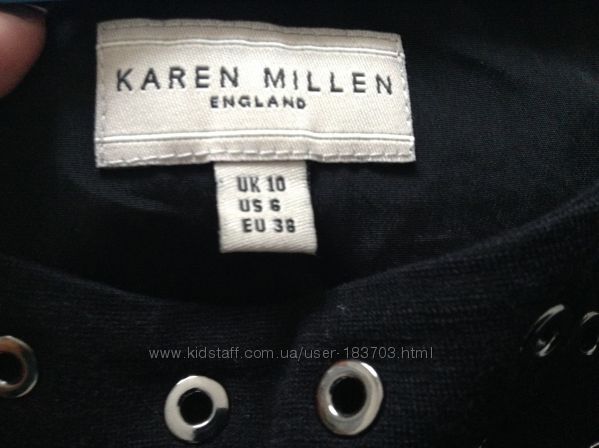 KAREN MILLEN
ENGLAND
UK 10
US 6
EU 38
www.kidstaff.com.ua/user-183703.html